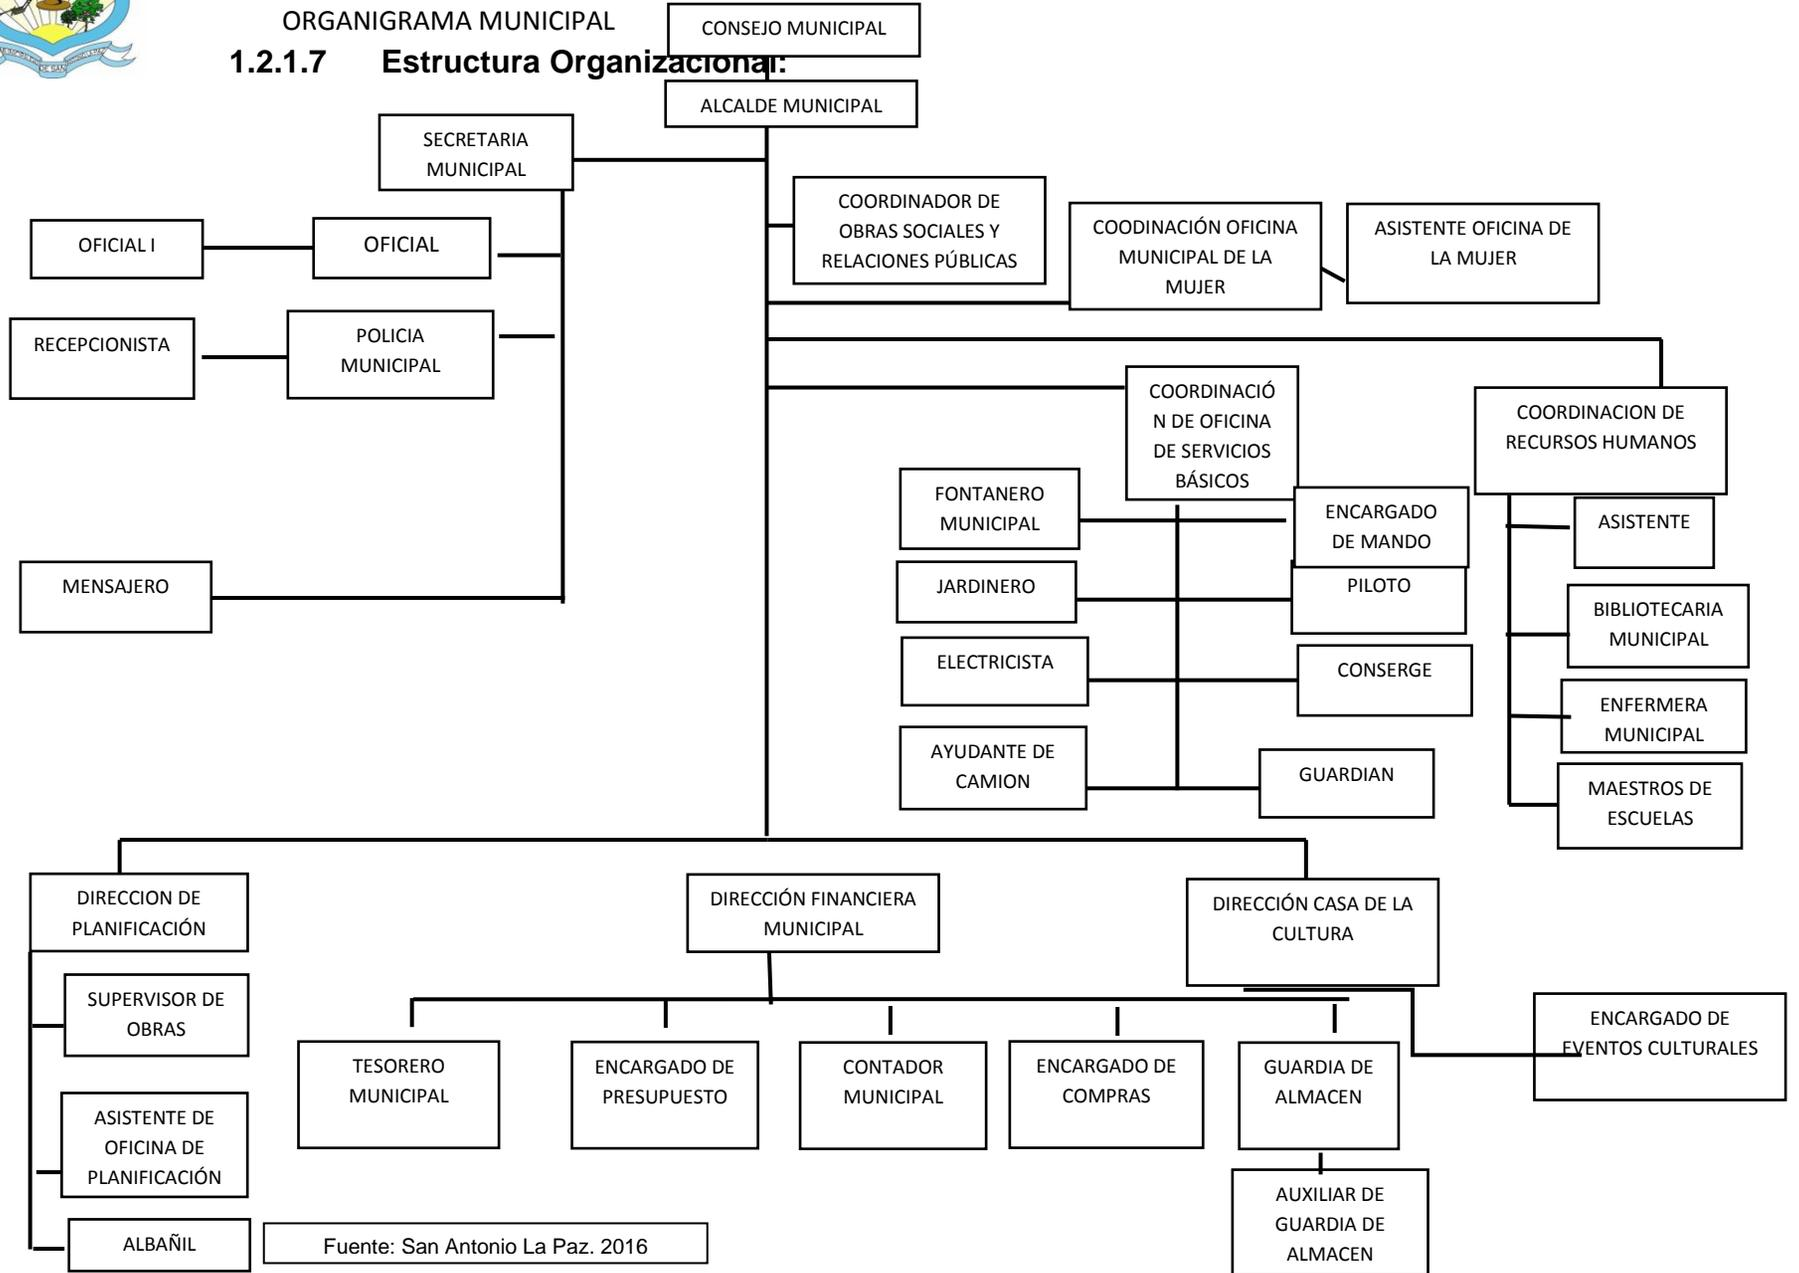 ORGANIGRAMA MUNICIPAL
1.2.1.7 Estructura Organizacional:
CONSEJO MUNICIPAL
ALCALDE MUNICIPAL
SECRETARIA
MUNICIPAL
COORDINADOR DE
OBRAS SOCIALES Y
RELACIONES PÚBLICAS
COODINACIÓN OFICINA
MUNICIPAL DE LA
MUJER
ASISTENTE OFICINA DE
LA MUJER
OFICIAL I
OFICIAL
RECEPCIONISTA
POLICIA
MUNICIPAL
MENSAJERO
COORDINACIÓ
N DE OFICINA
DE SERVICIOS
BÁSICOS
COORDINACION DE
RECURSOS HUMANOS
FONTANERO
MUNICIPAL
ENCARGADO
DE MANDO
JARDINERO
PILOTO
ELECTRICISTA
CONSERGE
AYUDANTE DE
CAMION
GUARDIAN
ASISTENTE
BIBLIOTECARIA
MUNICIPAL
ENFERMERA
MUNICIPAL
MAESTROS DE
ESCUELAS
DIRECCION DE
PLANIFICACIÓN
DIRECCIÓN FINANCIERA
MUNICIPAL
DIRECCIÓN CASA DE LA
CULTURA
SUPERVISOR DE
OBRAS
ASISTENTE DE
OFICINA DE
PLANIFICACIÓN
ALBAÑIL
TESORERO
MUNICIPAL
ENCARGADO DE
PRESUPUESTO
CONTADOR
MUNICIPAL
ENCARGADO DE
COMPRAS
GUARDIA DE
ALMACEN
AUXILIAR DE
GUARDIA DE
ALMACEN
ENCARGADO DE
EVENTOS CULTURALES
Fuente: San Antonio La Paz. 2016